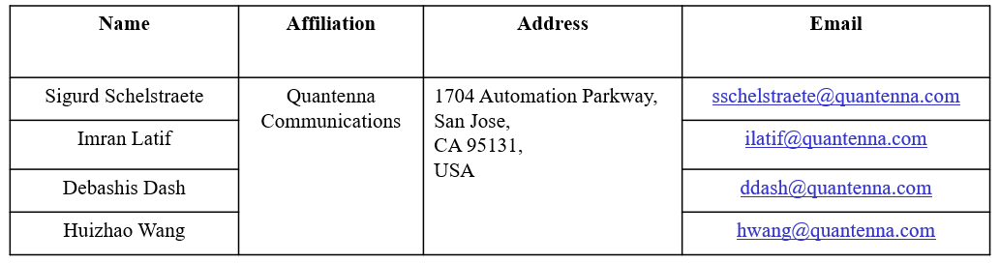 Name Affiliation Address Email
Sigurd Schelstraete Quantenna 1704 Automation Parkway, sschelstraete@quantenna.com
Communications San Jose,
Imran Latif CA 95131, ilatif@quantenna.com
USA
Debashis Dash ddash@quantenna.com
Huizhao Wang hwang@quantenna.com